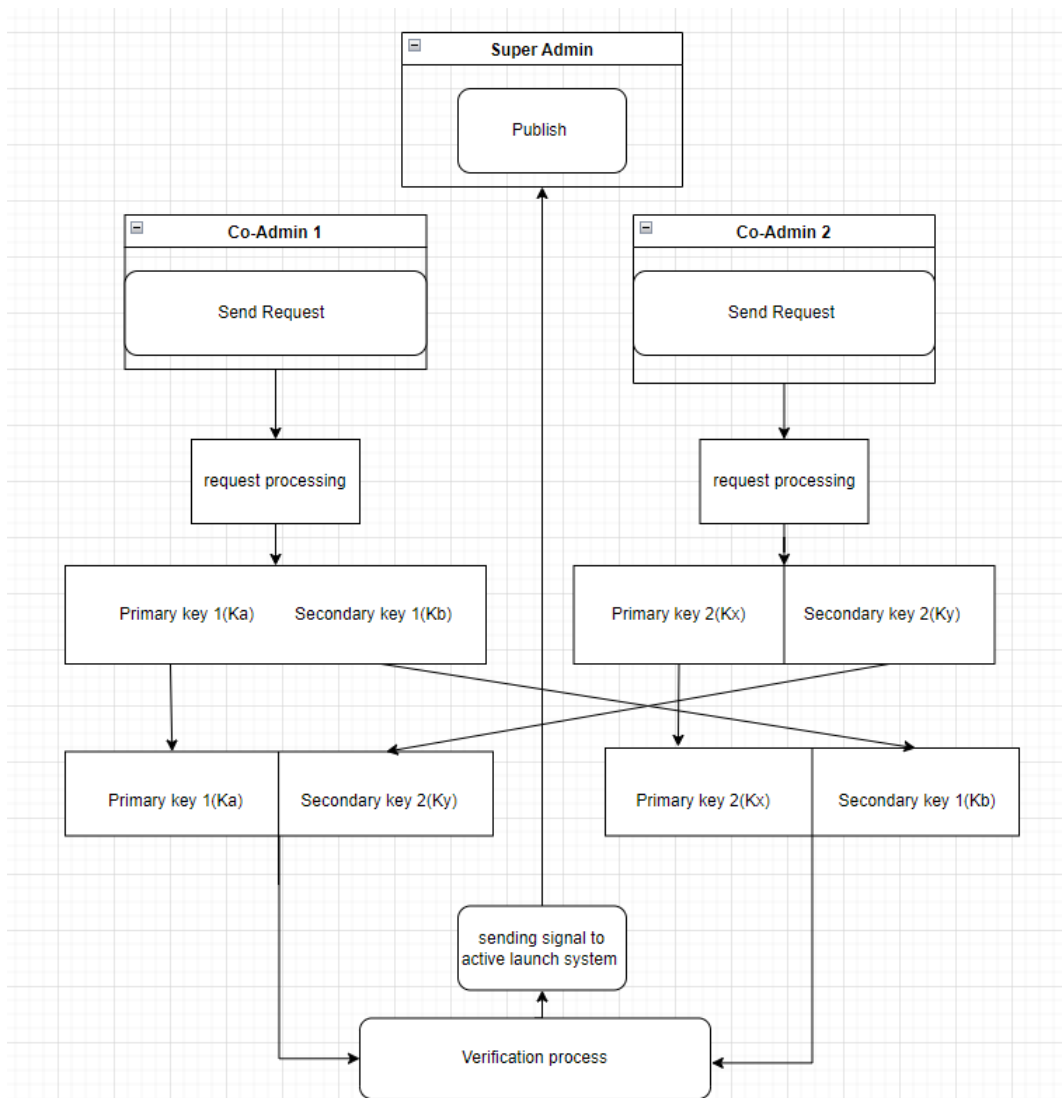 Super Admin
Publish
Co-Admin 1
Co-Admin 2
Send Request
Send Request
request processing
request processing
Primary key 1(Ka)
Secondary key 1(Kb)
Primary key 2(Kx)
Secondary key 2(Ky)
Primary key 1(Ka)
Secondary key 2(Ky)
Primary key 2(Kx)
Secondary key 1(Kb)
sending signal to
active launch system
Verification process